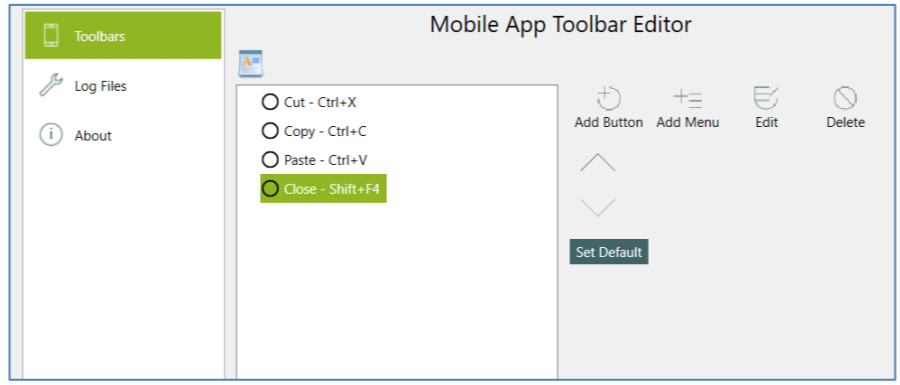 Mobile App Toolbar Editor
Toolbars
Log Files
About
Cut - Ctrl+X
Copy - Ctrl+C
Paste - Ctrl+V
Close - Shift+F4
Add Button Add Menu Edit Delete
Set Default